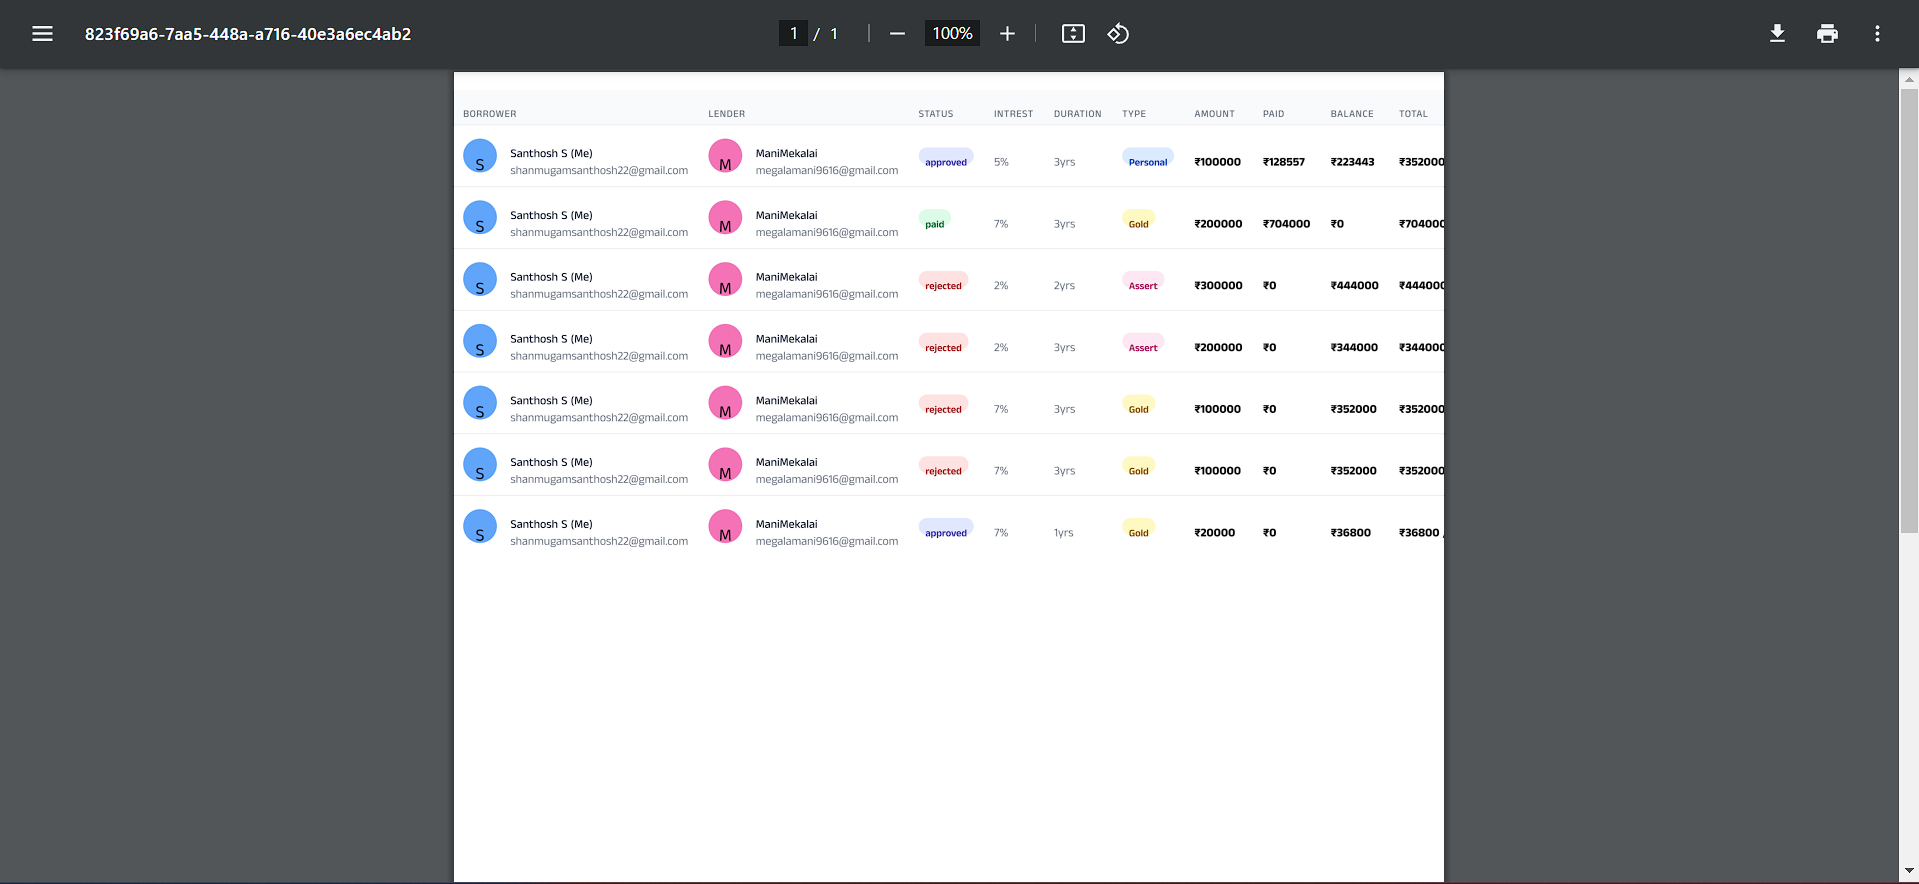 823f69a6-7aa5-448a-a716-40e3a6ec4ab2 1 / 1 100%
BORROWER LENDER STATUS INTREST DURATION TYPE AMOUNT PAID BALANCE TOTAL
S Santhosh S (Me) M ManiMekalai approved 5% 3yrs Personal ₹100000 ₹128557 ₹223443 ₹352000
shanmugamsanthosh22@gmail.com megalamani9616@gmail.com
S Santhosh S (Me) M ManiMekalai paid 7% 3yrs Gold ₹200000 ₹704000 ₹0 ₹704000
shanmugamsanthosh22@gmail.com megalamani9616@gmail.com
S Santhosh S (Me) M ManiMekalai rejected 2% 2yrs Assert ₹300000 ₹0 ₹444000 ₹444000
shanmugamsanthosh22@gmail.com megalamani9616@gmail.com
S Santhosh S (Me) M ManiMekalai rejected 2% 3yrs Assert ₹200000 ₹0 ₹344000 ₹344000
shanmugamsanthosh22@gmail.com megalamani9616@gmail.com
S Santhosh S (Me) M ManiMekalai rejected 7% 3yrs Gold ₹100000 ₹0 ₹352000 ₹352000
shanmugamsanthosh22@gmail.com megalamani9616@gmail.com
S Santhosh S (Me) M ManiMekalai rejected 7% 3yrs Gold ₹100000 ₹0 ₹352000 ₹352000
shanmugamsanthosh22@gmail.com megalamani9616@gmail.com
S Santhosh S (Me) M ManiMekalai approved 7% 1yrs Gold ₹20000 ₹0 ₹36800 ₹36800
shanmugamsanthosh22@gmail.com megalamani9616@gmail.com